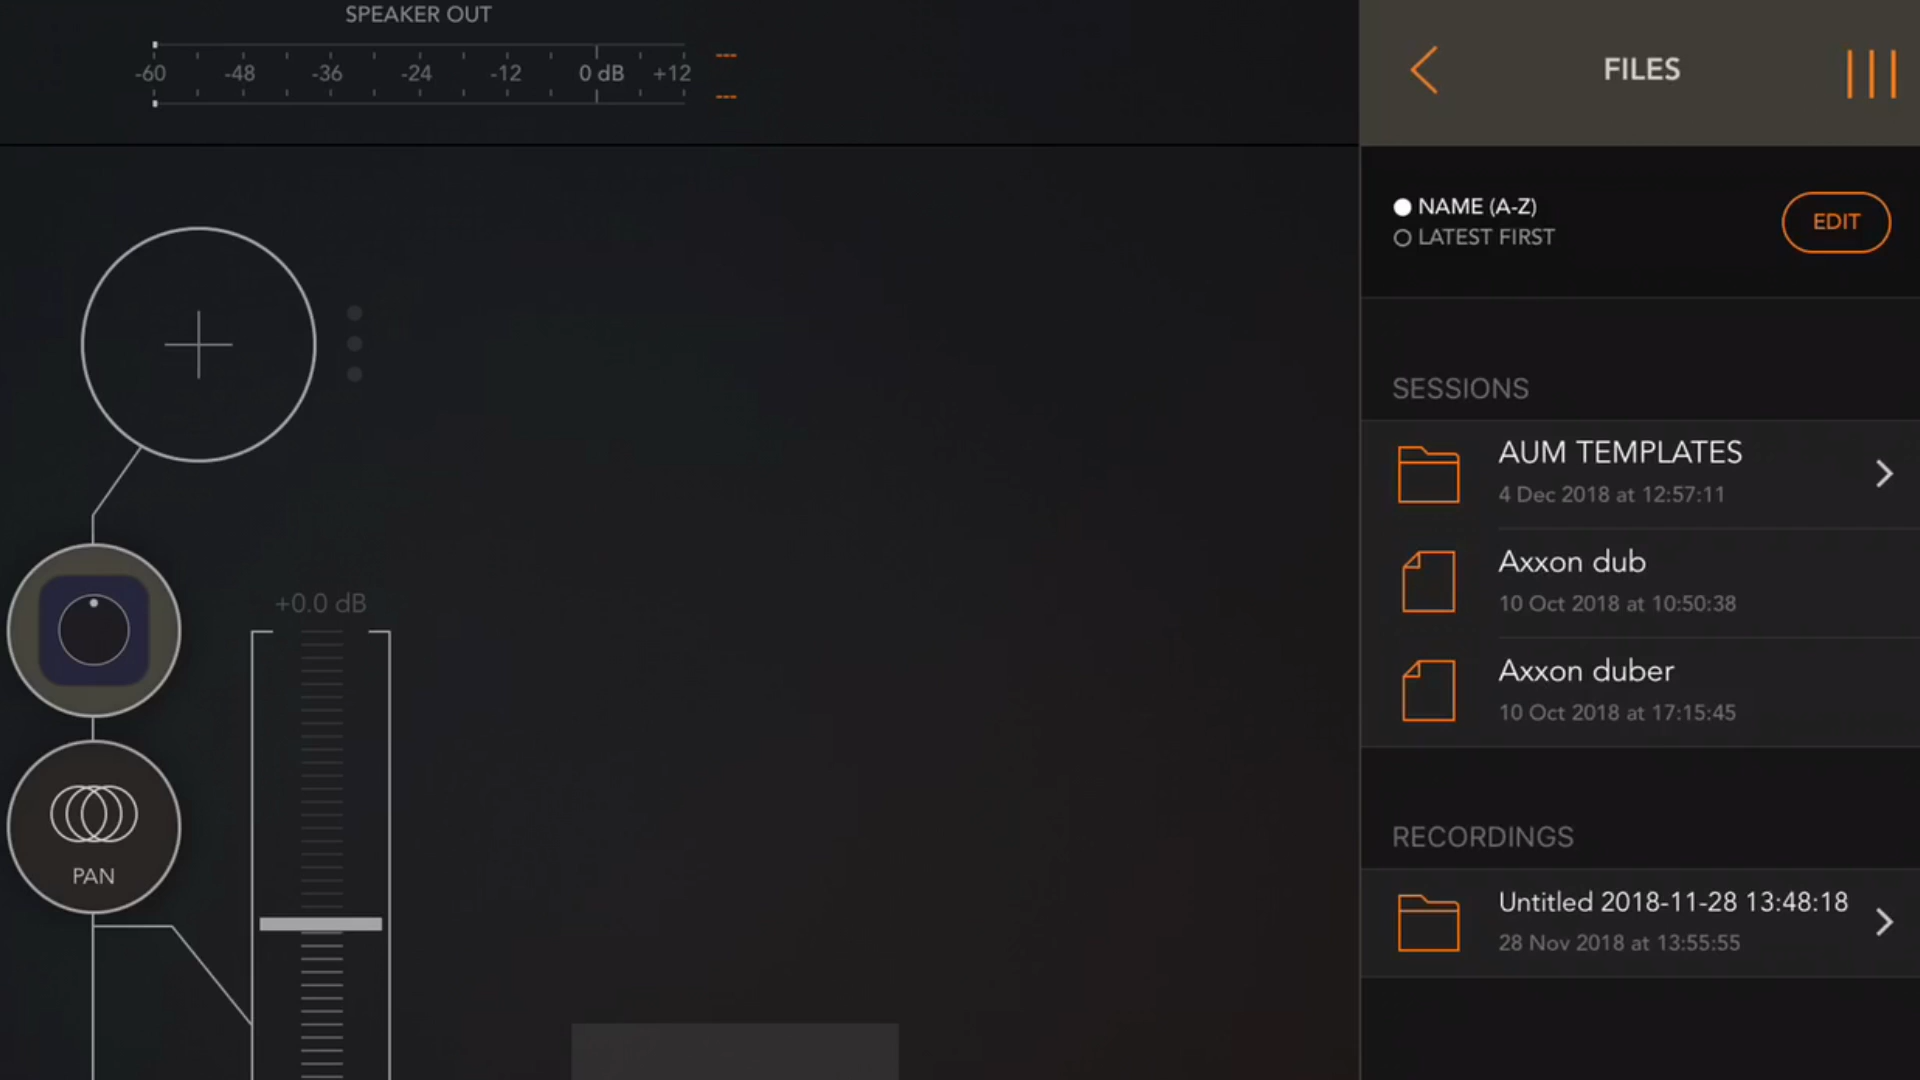 SPEAKER OUT
-60 -48 -36 -24 -12 0 dB +12
---
---
+0.0 dB
PAN
FILES
NAME (A-Z)
LATEST FIRST
EDIT
SESSIONS
AUM TEMPLATES
4 Dec 2018 at 12:57:11
Axxon dub
10 Oct 2018 at 10:50:38
Axxon duber
10 Oct 2018 at 17:15:45
RECORDINGS
Untitled 2018-11-28 13:48:18
28 Nov 2018 at 13:55:55